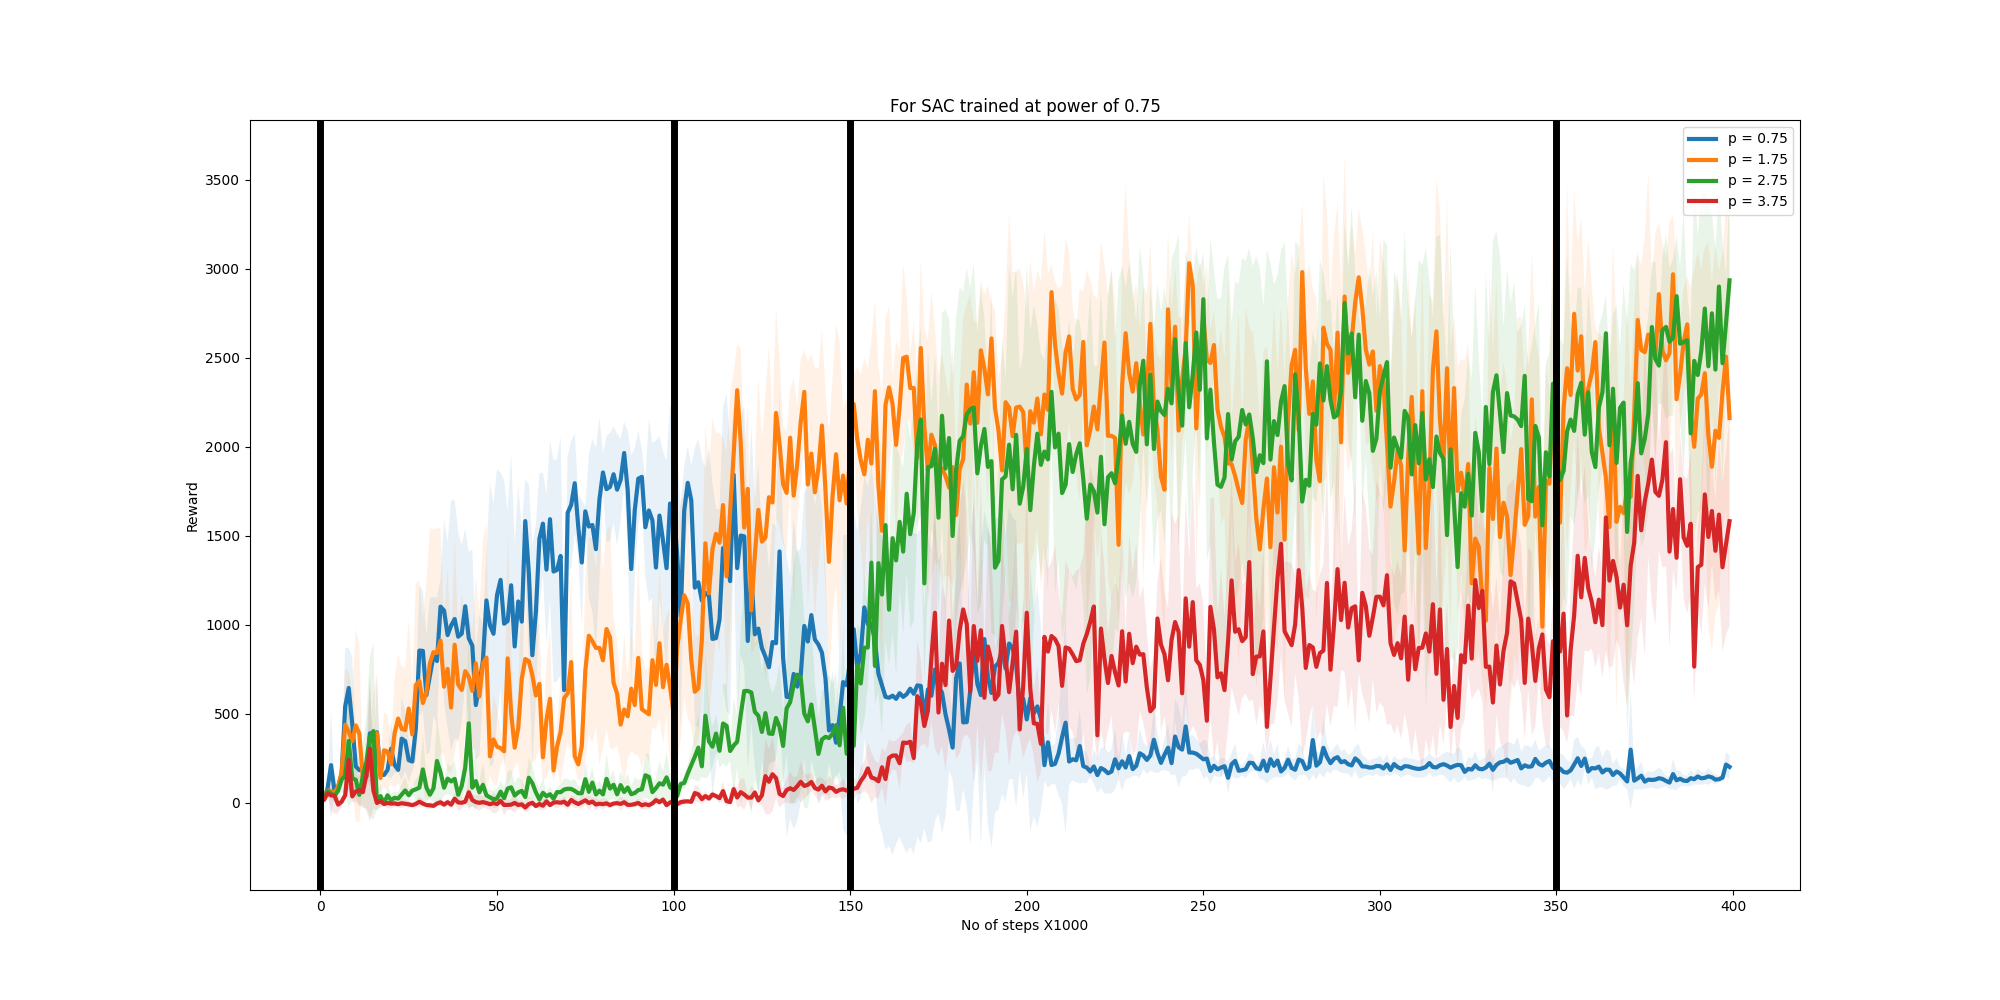 For SAC trained at power of 0.75
p = 0.75
p = 1.75
p = 2.75
p = 3.75
Reward
3500
3000
2500
2000
1500
1000
500
0
0 50 100 150 200 250 300 350 400
No of steps X1000